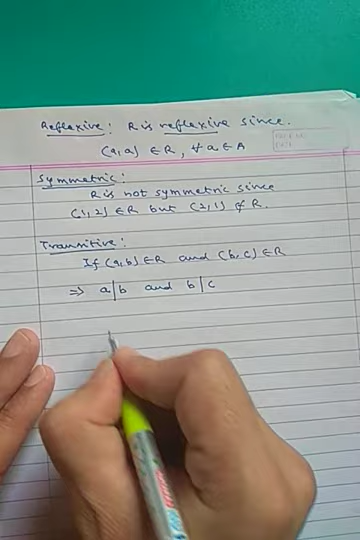 Reflexive: R is reflexive since.
(a,a) ∈ R, ∀ a ∈ A
Symmetric:
R is not symmetric since
(1,2) ∈ R but (2,1) ∉ R.
Transitive:
If (a,b) ∈ R and (b,c) ∈ R
⇒ a|b and b|c